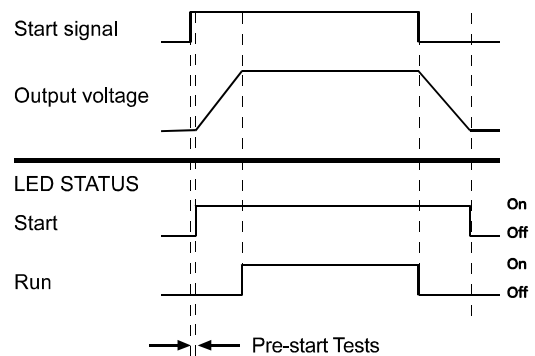 Start signal
Output voltage
LED STATUS
Start
On
Off
Run
On
Off
Pre-start Tests